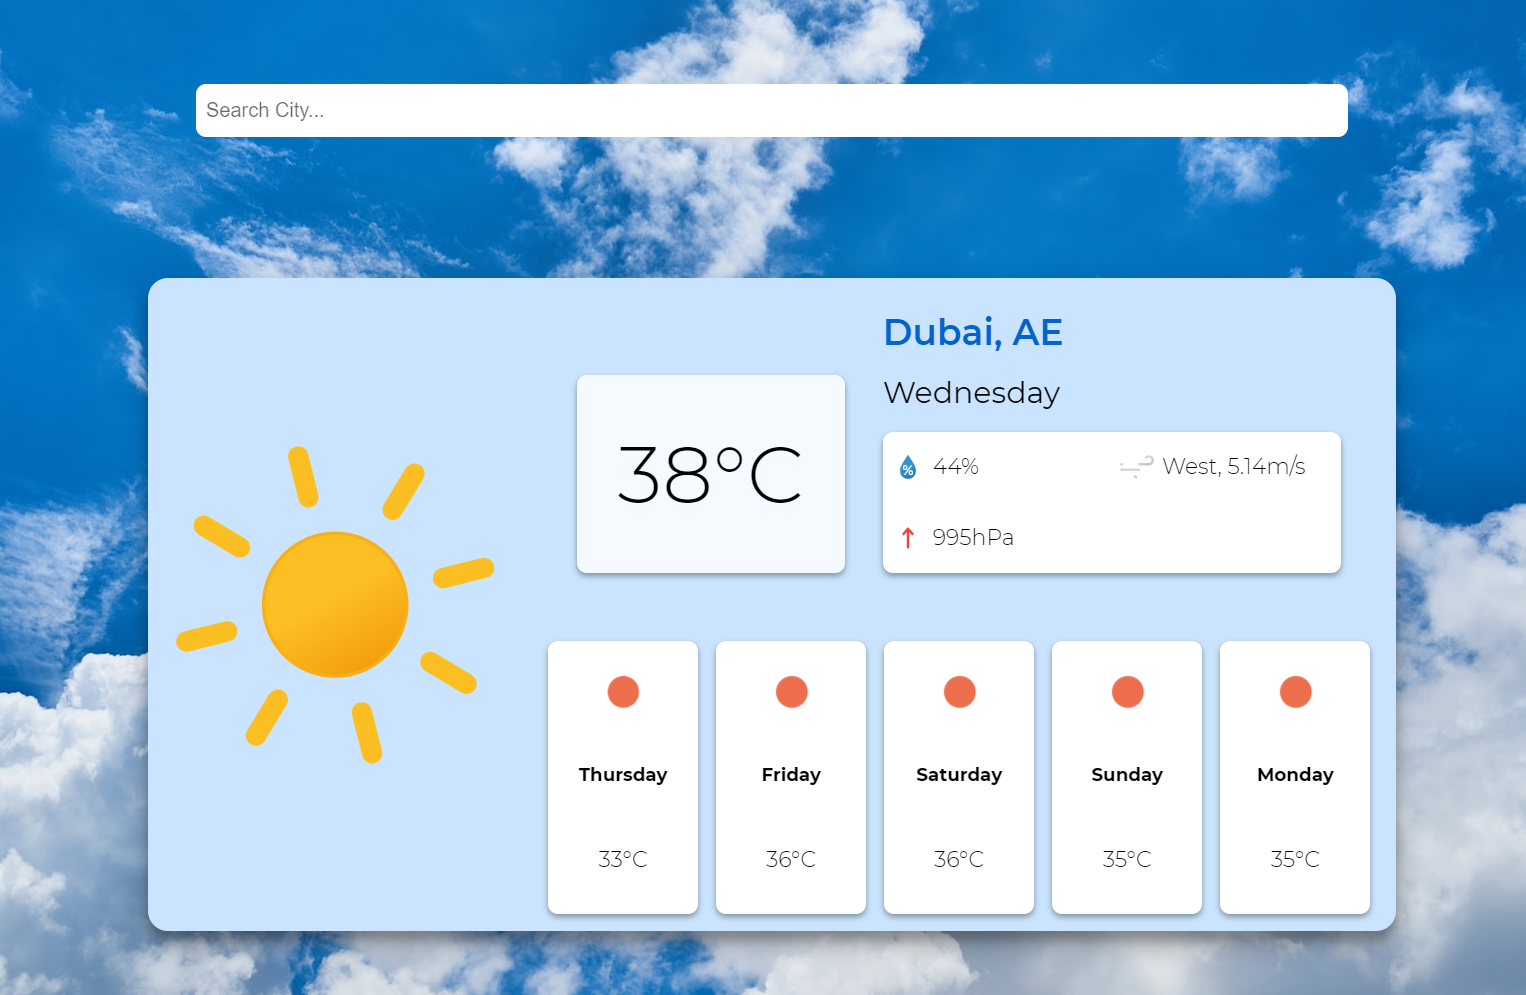 Search City...
Dubai, AE
Wednesday
38°C
%
44%
West, 5.14m/s
995hPa
Thursday
Friday
Saturday
Sunday
Monday
33°C
36°C
36°C
35°C
35°C